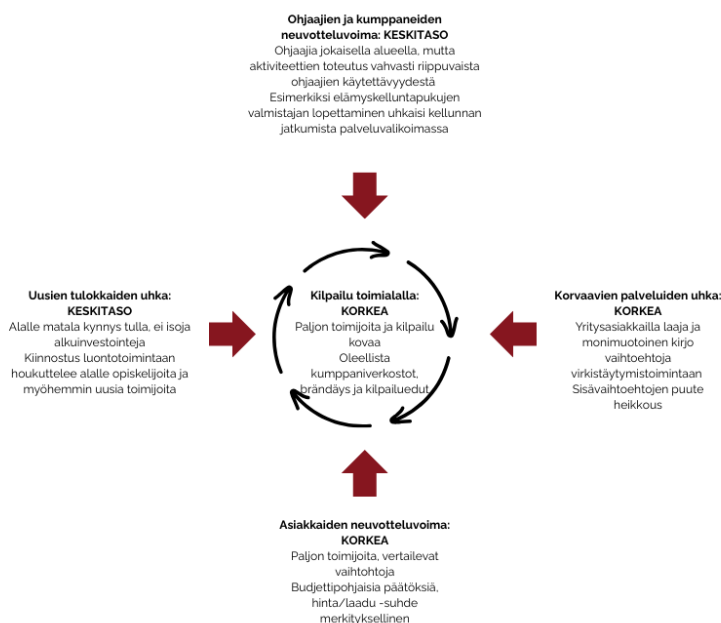 Ohjaajien ja kumppaneiden
neuvotteluvoima: KESKITASO
Ohjaajia jokaisella alueella, mutta
aktiviteettien toteutus vahvasti riippuvaista
ohjaajien käytettävyydestä
Esimerkiksi elämyskelluntapukujen
valmistajan lopettaminen uhkaisi kellunnan
jatkumista palveluvalikoimassa
Uusien tulokkaiden uhka:
KESKITASO
Alalle matala kynnys tulla, ei isoja
alkuinvestointeja
Kiinnostus luontotoimintaan
houkuttelee alalle opiskelijoita ja
myöhemmin uusia toimijoita
Kilpailu toimialalla:
KORKEA
Paljon toimijoita ja kilpailu
kovaa
Oleellista
kumppaniverkostot,
brändäys ja kilpailuedut
Korvaavien palveluiden uhka:
KORKEA
Yritysasiakkailla laaja ja
monimuotoinen kirjo
vaihtoehtoja
virkistäytymistoimintaan
Sisävaihtoehtojen puute
heikkous
Asiakkaiden neuvotteluvoima:
KORKEA
Paljon toimijoita, vertailevat
vaihtohtoja
Budjettipohjaisia päätöksiä,
hinta/laadu -suhde
merkityksellinen